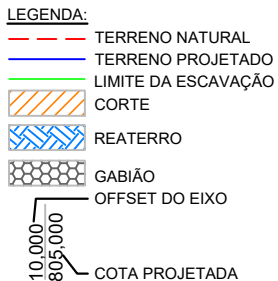 LEGENDA:
TERRENO NATURAL
TERRENO PROJETADO
LIMITE DA ESCAVAÇÃO
CORTE
REATERRO
GABIÃO
OFFSET DO EIXO
10,000
805,000
COTA PROJETADA